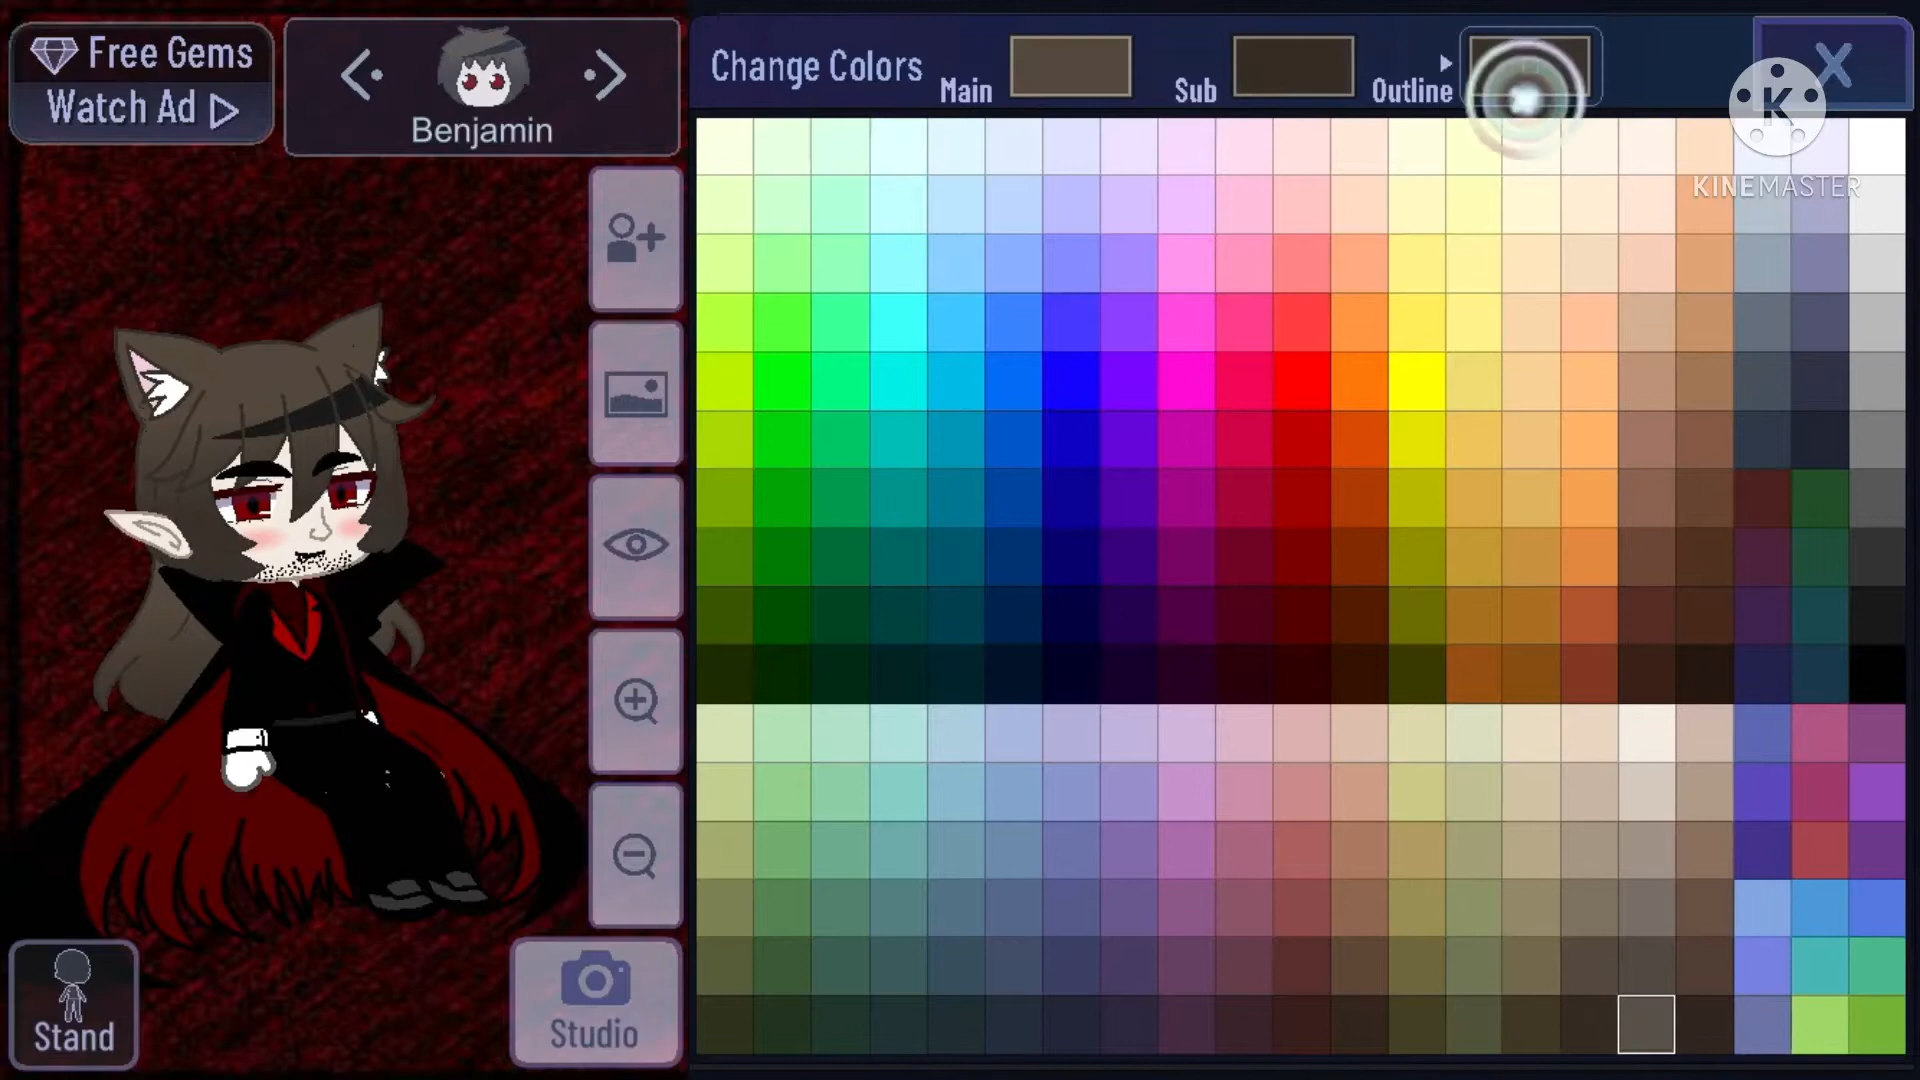 Free Gems
Watch Ad
Benjamin
Change Colors
Main
Sub
Outline
X
K
KINEMASTER
Stand
Studio